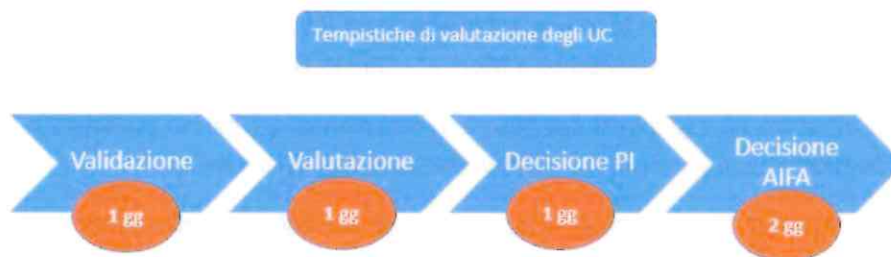 Tempistiche di valutazione degli UC
Validazione
1 gg
Valutazione
1 gg
Decisione PI
1 gg
Decisione
AIFA
2 gg